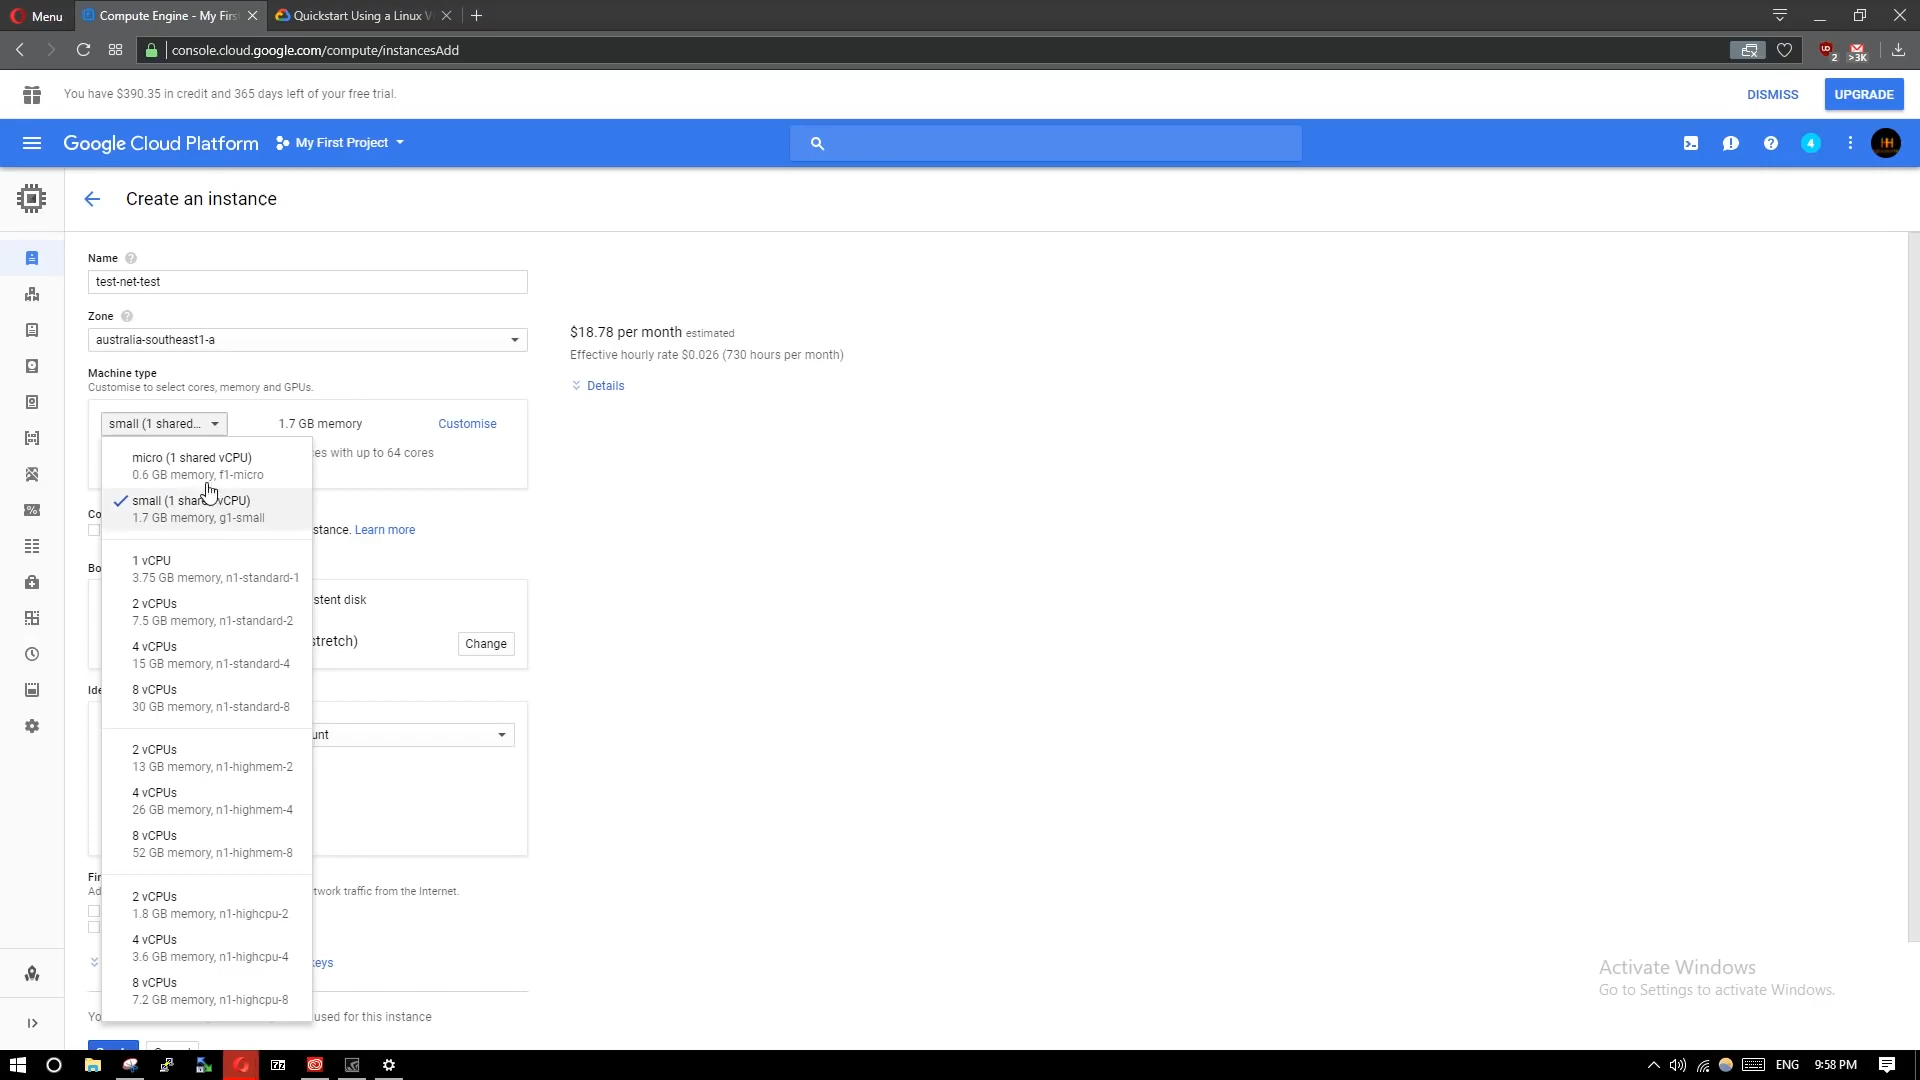 Menu
Compute Engine - My Firs
Quickstart Using a Linux V
console.cloud.google.com/compute/instancesAdd
2
>3K
You have $390.35 in credit and 365 days left of your free trial.
DISMISS
UPGRADE
Google Cloud Platform
My First Project
4
Create an instance
Name
test-net-test
Zone
australia-southeast1-a
$18.78 per month estimated
Effective hourly rate $0.026 (730 hours per month)
Details
Machine type
Customise to select cores, memory and GPUs.
small (1 shared...
1.7 GB memory
Customise
es with up to 64 cores
micro (1 shared vCPU)
0.6 GB memory, f1-micro
small (1 shared vCPU)
1.7 GB memory, g1-small
Co
stance. Learn more
1 vCPU
3.75 GB memory, n1-standard-1
2 vCPUs
7.5 GB memory, n1-standard-2
4 vCPUs
15 GB memory, n1-standard-4
8 vCPUs
30 GB memory, n1-standard-8
Bo
stent disk
stretch)
Change
Ide
unt
2 vCPUs
13 GB memory, n1-highmem-2
4 vCPUs
26 GB memory, n1-highmem-4
8 vCPUs
52 GB memory, n1-highmem-8
Fir
Ad
twork traffic from the Internet.
2 vCPUs
1.8 GB memory, n1-highcpu-2
4 vCPUs
3.6 GB memory, n1-highcpu-4
8 vCPUs
7.2 GB memory, n1-highcpu-8
keys
Yo
used for this instance
Activate Windows
Go to Settings to activate Windows.
ENG
9:58 PM